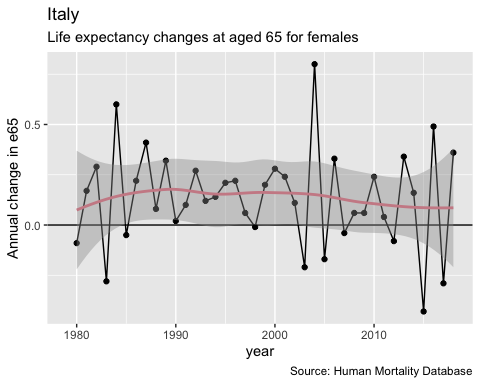 Italy
Life expectancy changes at aged 65 for females
Annual change in e65
0.5
0.0
1980 1990 2000 2010
year
Source: Human Mortality Database